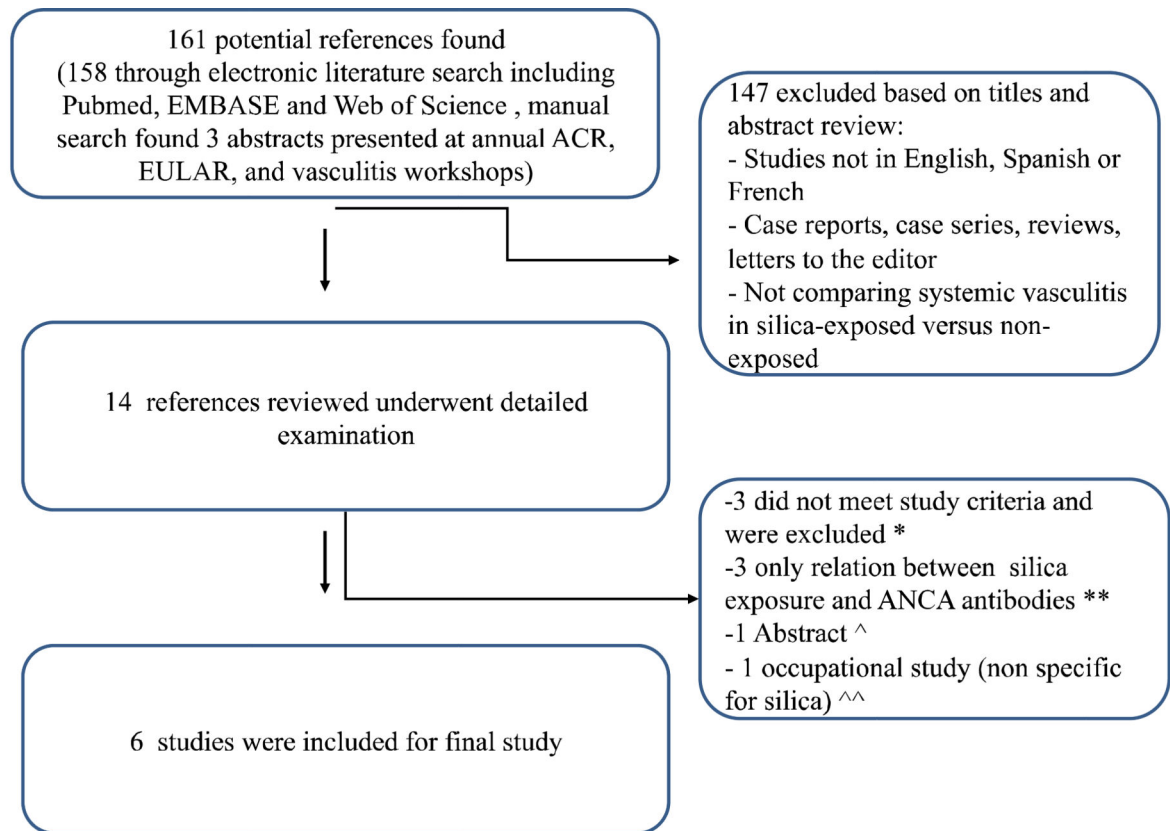 161 potential references found
(158 through electronic literature search including
Pubmed, EMBASE and Web of Science , manual
search found 3 abstracts presented at annual ACR,
EULAR, and vasculitis workshops)
147 excluded based on titles and
abstract review:
- Studies not in English, Spanish or
French
- Case reports, case series, reviews,
letters to the editor
- Not comparing systemic vasculitis
in silica-exposed versus non-
exposed
14 references reviewed underwent detailed
examination
-3 did not meet study criteria and
were excluded *
-3 only relation between silica
exposure and ANCA antibodies **
-1 Abstract ^
- 1 occupational study (non specific
for silica) ^^
6 studies were included for final study